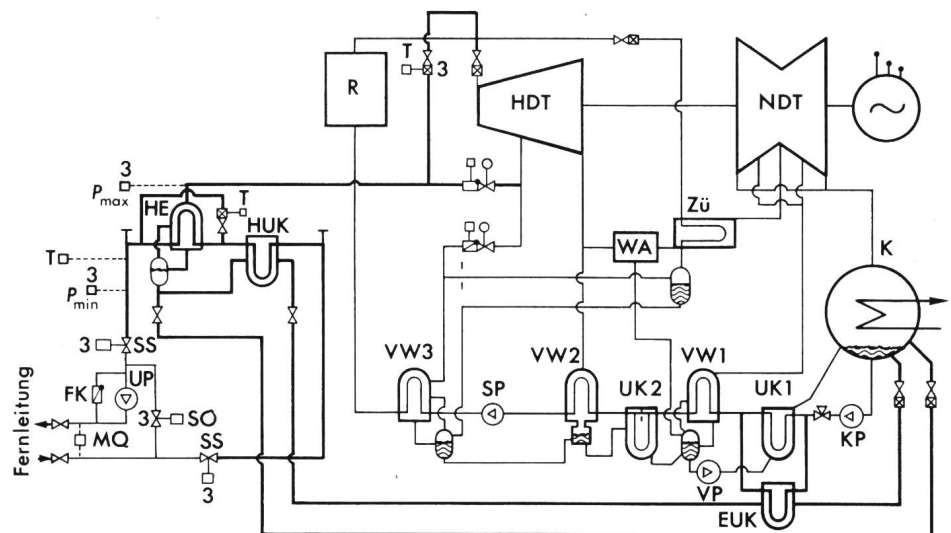 T
3
R
HDT
NDT
3
P max
HE
T
HUK
Zü
WA
K
T
3
P min
3
SS
VW3
SP
VW2
UK2
VW1
UK1
KP
Fernleitung
FK
UP
3
SÖ
MQ
SS
3
VP
EUK